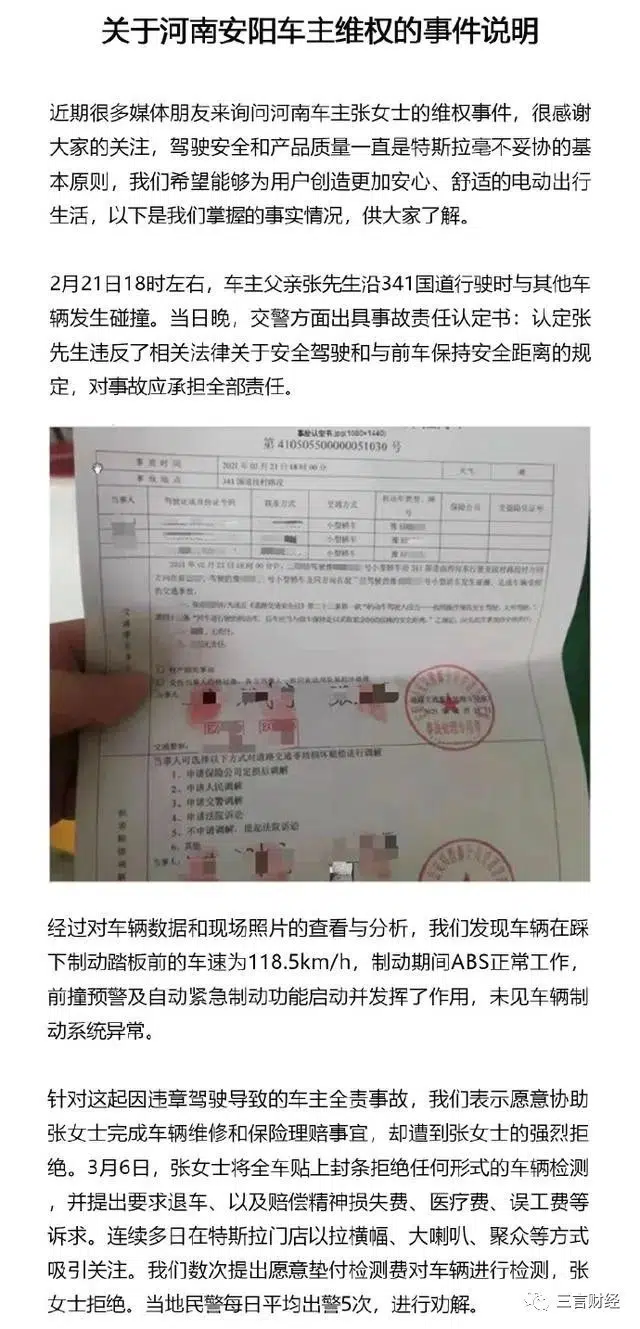 关于河南安阳车主维权的事件说明
近期很多媒体朋友来询问河南车主张女士的维权事件，很感谢
大家的关注，驾驶安全和产品质量一直是特斯拉毫不妥协的基
本原则，我们希望能够为用户创造更加安心、舒适的电动出行
生活，以下是我们掌握的事实情况，供大家了解。
2月21日18时左右，车主父亲张先生沿341国道行驶时与其他车
辆发生碰撞。当日晚，交警方面出具事故责任认定书：认定张
先生违反了相关法律关于安全驾驶和与前车保持安全距离的规
定，对事故应承担全部责任。
第 410505500000051030 号
事故时间 2021年02月21日18时00分 天气
事故地点 341国道
当事人 驾驶证或身份证号码 联系方式 交通方式 保险公司
小型轿车 豫
小型轿车 豫
小型轿车 豫
交通警察：
当事人可选择以下方式对道路交通事故损坏赔偿进行调解
1、申请保险公司定损后调解
2、申请人民调解
3、申请交警调解
4、申请法院诉讼
5、不申请调解、提起法院诉讼
6、其他
当事人：
经过对车辆数据和现场照片的查看与分析，我们发现车辆在踩
下制动踏板前的车速为118.5km/h，制动期间ABS正常工作，
前撞预警及自动紧急制动功能启动并发挥了作用，未见车辆制
动系统异常。
针对这起因违章驾驶导致的车主全责事故，我们表示愿意协助
张女士完成车辆维修和保险理赔事宜，却遭到张女士的强烈拒
绝。3月6日，张女士将全车贴上封条拒绝任何形式的车辆检测
，并提出要求退车、以及赔偿精神损失费、医疗费、误工费等
诉求。连续多日在特斯拉门店以拉横幅、大喇叭、聚众等方式
吸引关注。我们数次提出愿意垫付检测费对车辆进行检测，张
女士拒绝。当地民警每日平均出警5次，进行劝解。
三言财经